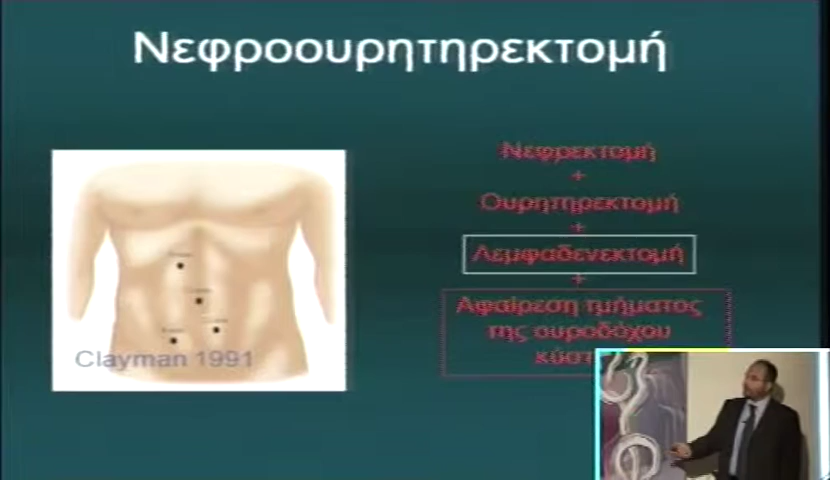 Νεφροουρητηρεκτομή
Νεφρεκτομή
+
Ουρητηρεκτομή
+
Λεμφαδενεκτομή
+
Αφαίρεση τμήματος
της ουροδόχου
Clayman 1991